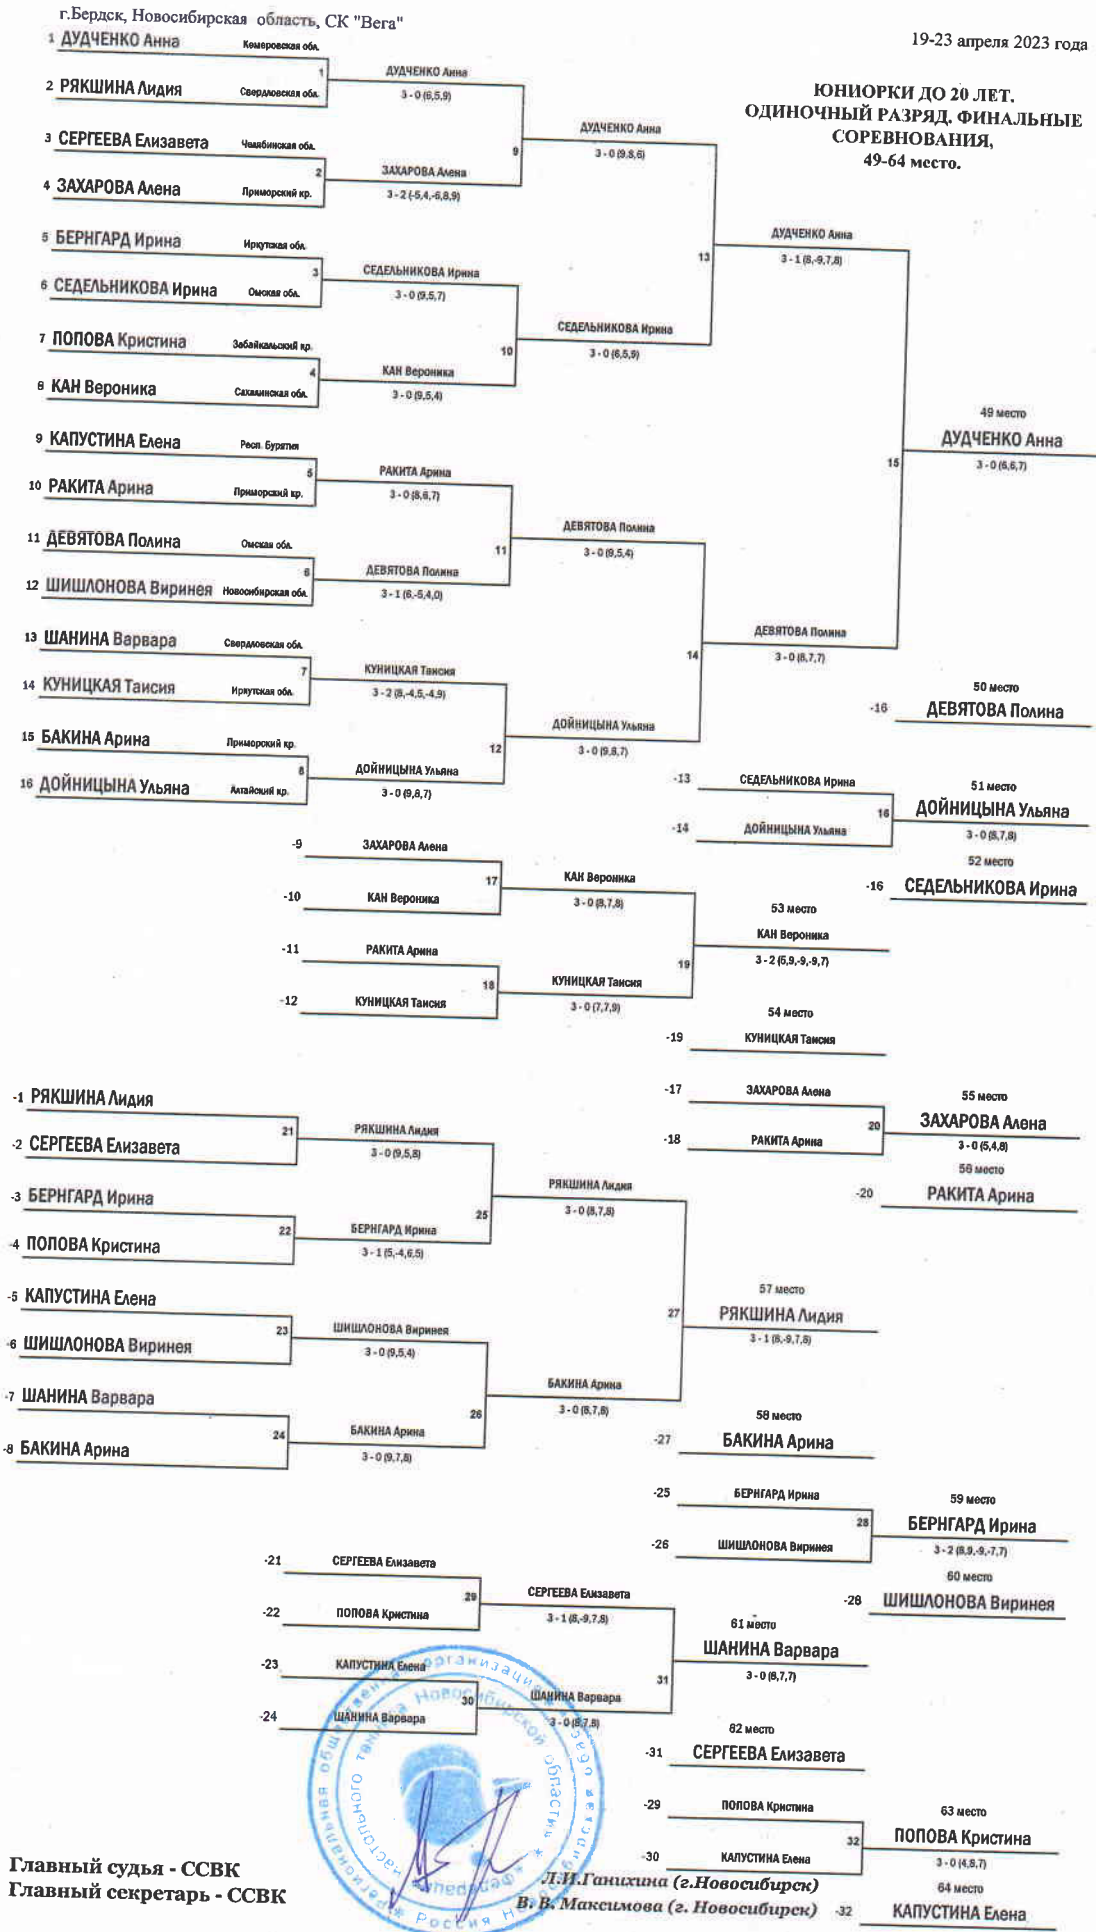 г.Бердск, Новосибирская область, СК "Вега"
19-23 апреля 2023 года
ЮНИОРКИ ДО 20 ЛЕТ.
ОДИНОЧНЫЙ РАЗРЯД. ФИНАЛЬНЫЕ
СОРЕВНОВАНИЯ,
49-64 место.
1 ДУДЧЕНКО Анна Кемеровская обл.
1 ДУДЧЕНКО Анна
2 РЯКШИНА Лидия Свердловская обл.
3 - 0 (6,5,9)
ДУДЧЕНКО Анна
9 3 - 0 (9,8,6)
3 СЕРГЕЕВА Елизавета Челябинская обл.
2 ЗАХАРОВА Алена
4 ЗАХАРОВА Алена Приморский кр.
3 - 2 (-5,4,-6,8,9)
ДУДЧЕНКО Анна
13 3 - 1 (8,-9,7,8)
5 БЕРНГАРД Ирина Иркутская обл.
3 СЕДЕЛЬНИКОВА Ирина
6 СЕДЕЛЬНИКОВА Ирина Омская обл.
3 - 0 (9,5,7)
СЕДЕЛЬНИКОВА Ирина
10 3 - 0 (6,5,9)
7 ПОПОВА Кристина Забайкальский кр.
4 КАН Вероника
8 КАН Вероника Сахалинская обл.
3 - 0 (9,5,4)
49 место
ДУДЧЕНКО Анна
15 3 - 0 (6,6,7)
9 КАПУСТИНА Елена Респ. Бурятия
5 РАКИТА Арина
10 РАКИТА Арина Приморский кр.
3 - 0 (8,6,7)
ДЕВЯТОВА Полина
11 3 - 0 (9,5,4)
11 ДЕВЯТОВА Полина Омская обл.
6 ДЕВЯТОВА Полина
12 ШИШЛОНОВА Виринея Новосибирская обл.
3 - 1 (6,-5,4,0)
ДЕВЯТОВА Полина
14 3 - 0 (8,7,7)
13 ШАНИНА Варвара Свердловская обл.
7 КУНИЦКАЯ Таисия
14 КУНИЦКАЯ Таисия Иркутская обл.
3 - 2 (8,-4,5,-4,9)
50 место
-16 ДЕВЯТОВА Полина
ДОЙНИЦЫНА Ульяна
12 3 - 0 (9,8,7)
15 БАКИНА Арина Приморский кр.
8 ДОЙНИЦЫНА Ульяна
16 ДОЙНИЦЫНА Ульяна Алтайский кр.
3 - 0 (9,8,7)
-13 СЕДЕЛЬНИКОВА Ирина
51 место
16 ДОЙНИЦЫНА Ульяна
-14 ДОЙНИЦЫНА Ульяна
3 - 0 (8,7,8)
52 место
-16 СЕДЕЛЬНИКОВА Ирина
-9 ЗАХАРОВА Алена
17 КАН Вероника
-10 КАН Вероника
3 - 0 (8,7,8)
53 место
КАН Вероника
19 3 - 2 (6,9,-9,-9,7)
-11 РАКИТА Арина
18 КУНИЦКАЯ Таисия
-12 КУНИЦКАЯ Таисия
3 - 0 (7,7,9)
54 место
-19 КУНИЦКАЯ Таисия
-17 ЗАХАРОВА Алена
55 место
20 ЗАХАРОВА Алена
-18 РАКИТА Арина
3 - 0 (5,4,8)
56 место
-20 РАКИТА Арина
-1 РЯКШИНА Лидия
21 РЯКШИНА Лидия
-2 СЕРГЕЕВА Елизавета
3 - 0 (9,5,8)
РЯКШИНА Лидия
25 3 - 0 (8,7,8)
-3 БЕРНГАРД Ирина
22 БЕРНГАРД Ирина
-4 ПОПОВА Кристина
3 - 1 (5,-4,6,5)
57 место
27 РЯКШИНА Лидия
3 - 1 (8,-9,7,8)
-5 КАПУСТИНА Елена
23 ШИШЛОНОВА Виринея
-6 ШИШЛОНОВА Виринея
3 - 0 (9,5,4)
БАКИНА Арина
26 3 - 0 (8,7,8)
-7 ШАНИНА Варвара
24 БАКИНА Арина
-8 БАКИНА Арина
3 - 0 (9,7,8)
58 место
-27 БАКИНА Арина
-25 БЕРНГАРД Ирина
59 место
28 БЕРНГАРД Ирина
-26 ШИШЛОНОВА Виринея
3 - 2 (8,9,-9,-7,7)
60 место
-28 ШИШЛОНОВА Виринея
-21 СЕРГЕЕВА Елизавета
29 СЕРГЕЕВА Елизавета
-22 ПОПОВА Кристина
3 - 1 (8,-9,7,8)
61 место
ШАНИНА Варвара
31 3 - 0 (8,7,7)
-23 КАПУСТИНА Елена
30 ШАНИНА Варвара
-24 ШАНИНА Варвара
3 - 0 (8,7,8)
62 место
-31 СЕРГЕЕВА Елизавета
-29 ПОПОВА Кристина
63 место
32 ПОПОВА Кристина
-30 КАПУСТИНА Елена
3 - 0 (4,8,7)
64 место
-32 КАПУСТИНА Елена
Главный судья - ССВК Л.И.Ганихина (г.Новосибирск)
Главный секретарь - ССВК В. В. Максимова (г. Новосибирск)
Региональная общественная организация
Федерация настольного тенниса Новосибирской области